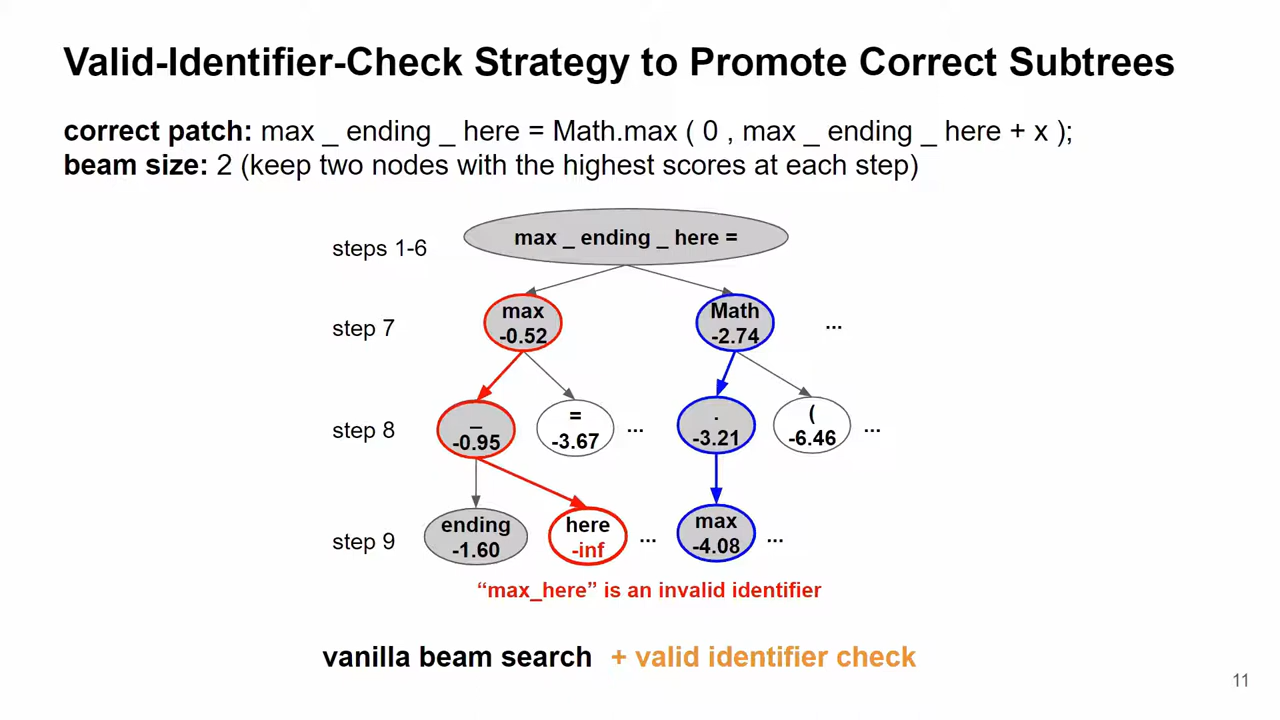 Valid-Identifier-Check Strategy to Promote Correct Subtrees
correct patch: max _ ending _ here = Math.max ( 0 , max _ ending _ here + x );
beam size: 2 (keep two nodes with the highest scores at each step)
steps 1-6
max _ ending _ here =
step 7
max
-0.52
Math
-2.74
...
step 8
_
-0.95
=
-3.67
...
.
-3.21
(
-6.46
...
step 9
ending
-1.60
here
-inf
...
max
-4.08
...
“max_here” is an invalid identifier
vanilla beam search + valid identifier check
11